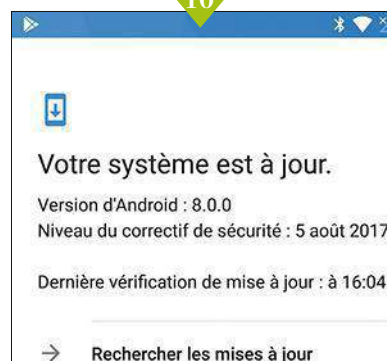 10
Votre système est à jour.
Version d'Android : 8.0.0
Niveau du correctif de sécurité : 5 août 2017
Dernière vérification de mise à jour : à 16:04
Rechercher les mises à jour